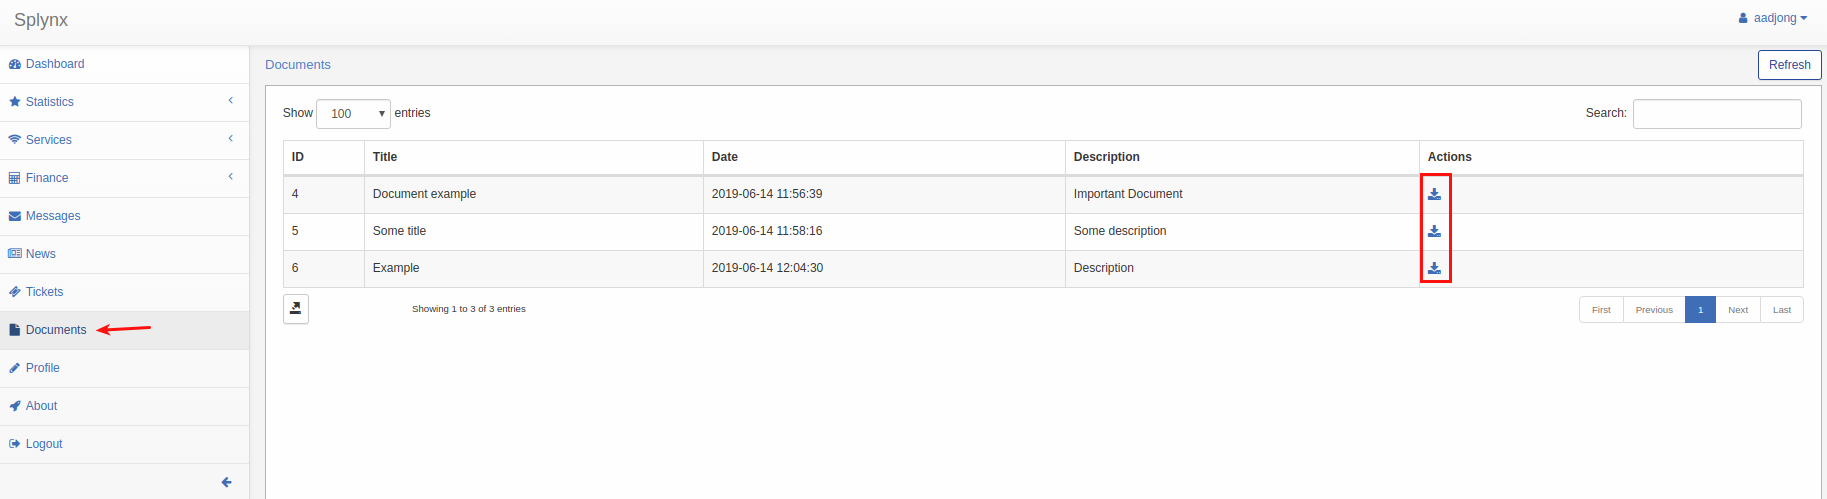 Splynx
aadjong
Dashboard
Statistics
Services
Finance
Messages
News
Tickets
Documents
Profile
About
Logout
Documents
Refresh
Show 100 entries
Search:
ID Title Date Description Actions
4 Document example 2019-06-14 11:56:39 Important Document
5 Some title 2019-06-14 11:58:16 Some description
6 Example 2019-06-14 12:04:30 Description
Showing 1 to 3 of 3 entries
First Previous 1 Next Last